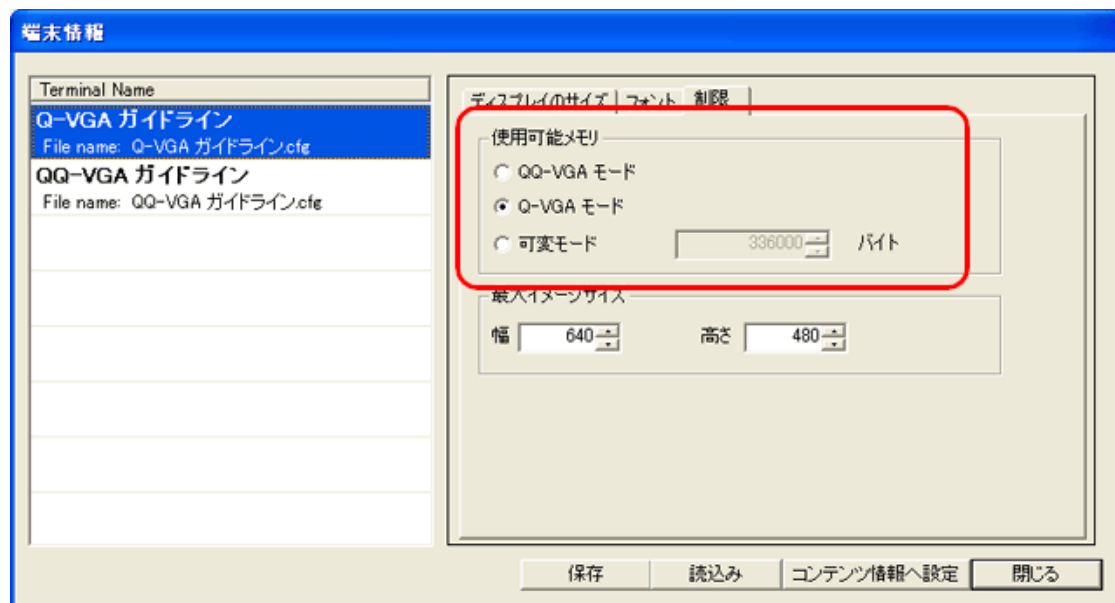 端末情報
Terminal Name
Q-VGA ガイドライン
File name: Q-VGA ガイドライン.cfg
QQ-VGA ガイドライン
File name: QQ-VGA ガイドライン.cfg
ディスプレイのサイズ フォント 制限
使用可能メモリ
QQ-VGA モード
Q-VGA モード
可変モード 336000 バイト
最大イメージサイズ
幅 640 高さ 480
保存 読込み コンテンツ情報へ設定 閉じる